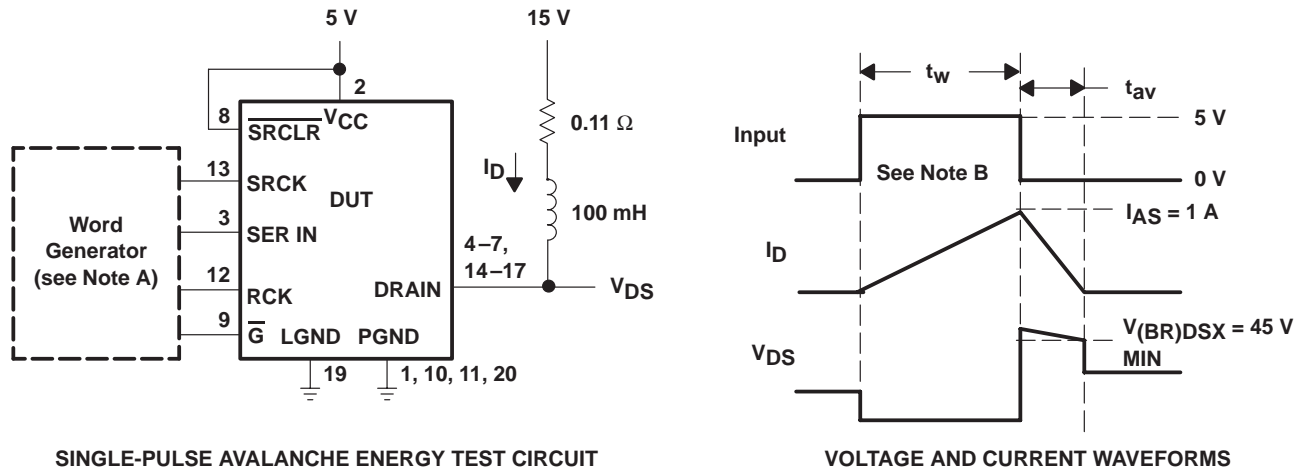 5 V
15 V
2
8
SRCLR
VCC
0.11 Ω
13
SRCK
ID
DUT
100 mH
Word
Generator
(see Note A)
3
SER IN
4–7,
14–17
12
RCK
DRAIN
VDS
9
G
LGND
PGND
19
1, 10, 11, 20
SINGLE-PULSE AVALANCHE ENERGY TEST CIRCUIT
tw
tav
Input
5 V
See Note B
0 V
IAS = 1 A
ID
V(BR)DSX = 45 V
MIN
VDS
VOLTAGE AND CURRENT WAVEFORMS